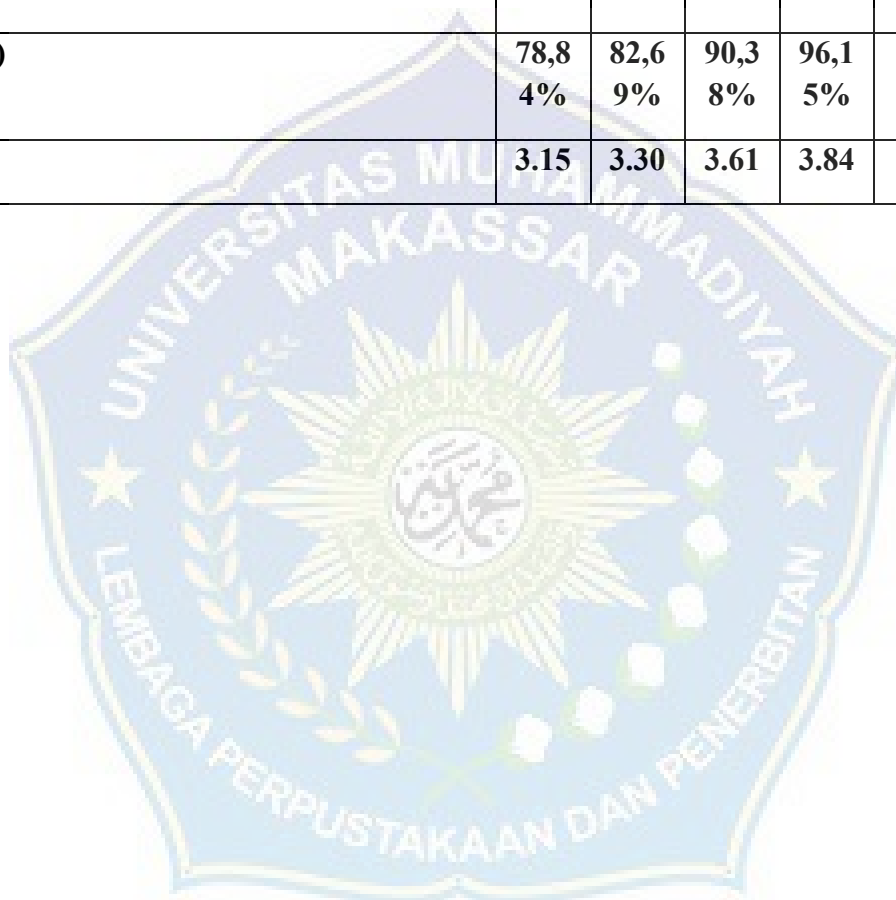 )
78,8 82,6 90,3 96,1
4% 9% 8% 5%
3.15 3.30 3.61 3.84
UNIVERSITAS MUHAMMADIYAH
MAKASSAR
محمد
LEMBAGA PERPUSTAKAAN DAN PENERBITAN